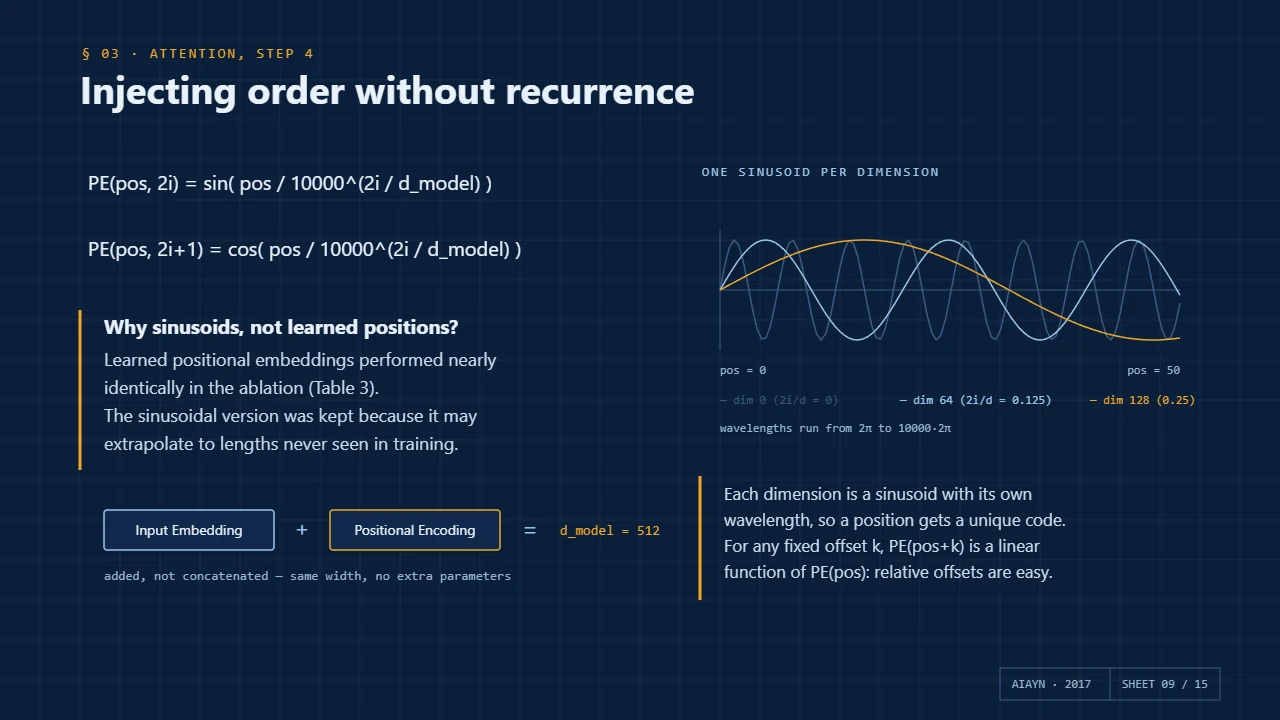 § 03 · ATTENTION, STEP 4
Injecting order without recurrence
PE(pos, 2i) = sin( pos / 10000^(2i / d_model) )
PE(pos, 2i+1) = cos( pos / 10000^(2i / d_model) )
Why sinusoids, not learned positions?
Learned positional embeddings performed nearly
identically in the ablation (Table 3).
The sinusoidal version was kept because it may
extrapolate to lengths never seen in training.
Input Embedding + Positional Encoding = d_model = 512
added, not concatenated — same width, no extra parameters
ONE SINUSOID PER DIMENSION
pos = 0 pos = 50
— dim 0 (2i/d = 0) — dim 64 (2i/d = 0.125) — dim 128 (0.25)
wavelengths run from 2π to 10000·2π
Each dimension is a sinusoid with its own
wavelength, so a position gets a unique code.
For any fixed offset k, PE(pos+k) is a linear
function of PE(pos): relative offsets are easy.
AIAYN · 2017 SHEET 09 / 15